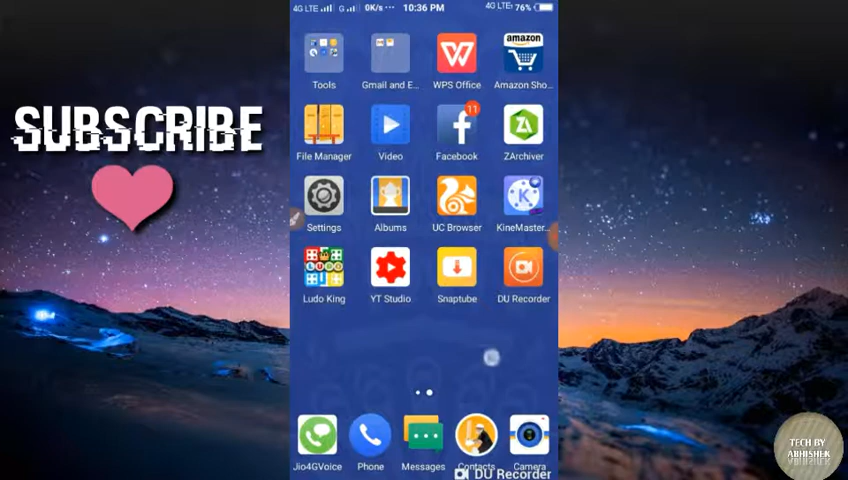 4G LTE G 0K/s ··· 10:36 PM 4G LTE 76%
SUBSCRIBE
Tools Gmail and E... WPS Office Amazon Sho...
amazon
11
File Manager Video Facebook ZArchiver
Settings Albums UC Browser KineMaster...
LUDO
Ludo King YT Studio Snaptube DU Recorder
Jio4GVoice Phone Messages Contacts Camera
DU Recorder
TECH BY
ABHISHEK